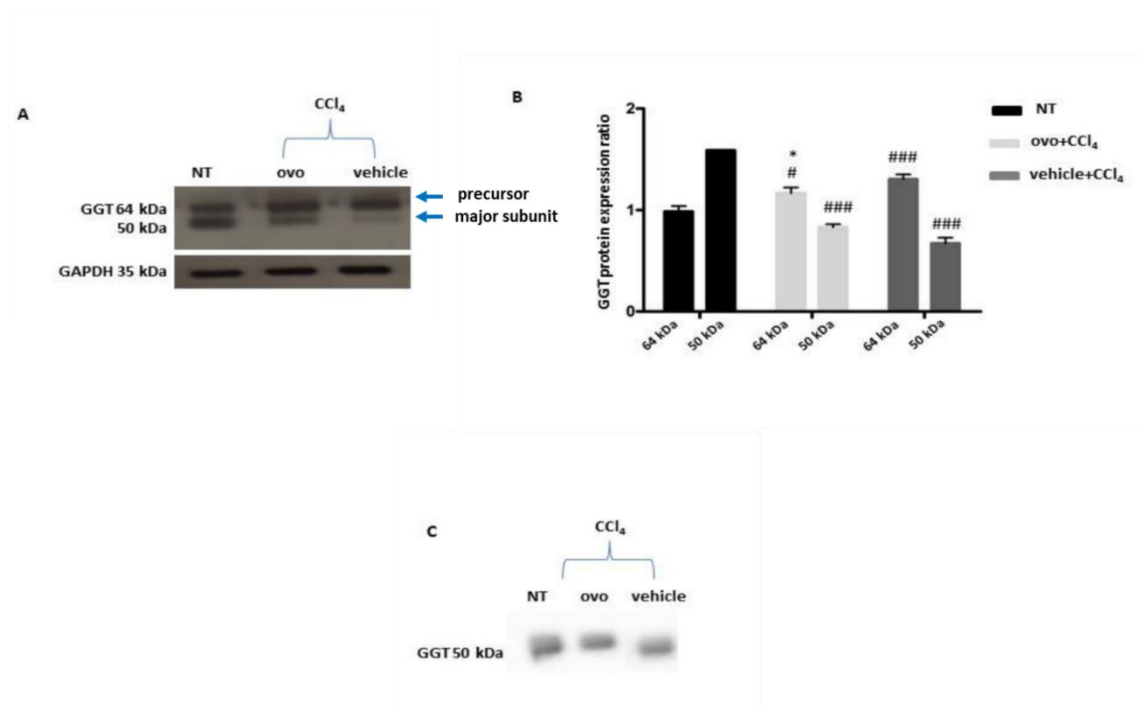 A
CCl₄
NT ovo vehicle
GGT 64 kDa
50 kDa
precursor
major subunit
GAPDH 35 kDa
B
GGT protein expression ratio
2
1
0
*
#
###
###
###
64 kDa 50 kDa 64 kDa 50 kDa 64 kDa 50 kDa
NT
ovo+CCl₄
vehicle+CCl₄
C
CCl₄
NT ovo vehicle
GGT 50 kDa